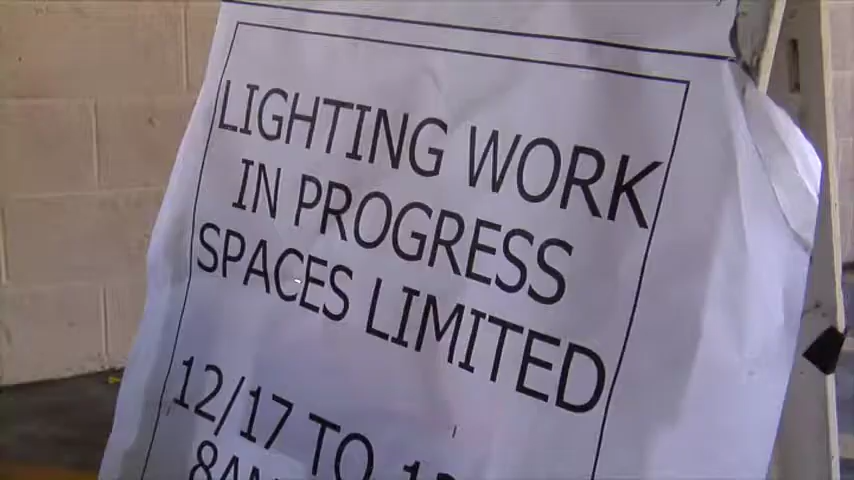 LIGHTING WORK
IN PROGRESS
SPACES LIMITED
12/17 TO